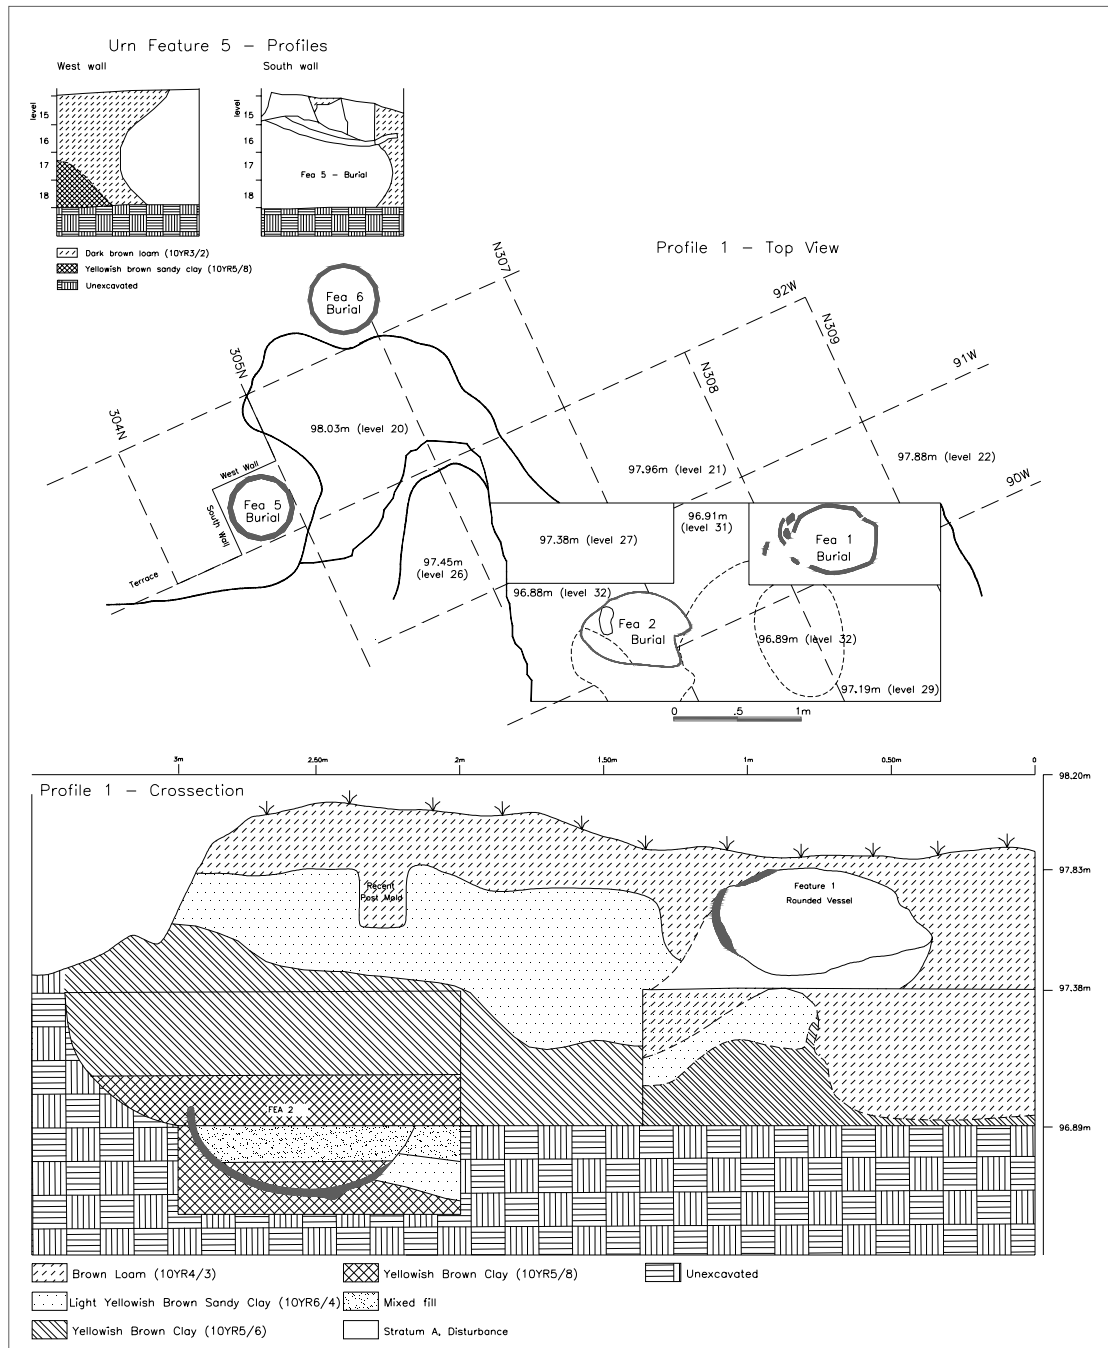 Urn Feature 5 - Profiles
West wall
South wall
level
15
16
17
18
level
15
16
17
18
Fea 5 - Burial
Dark brown loam (10YR3/2)
Yellowish brown sandy clay (10YR5/8)
Unexcavated
Profile 1 - Top View
N307
92W
N309
91W
N308
90W
305N
304N
Fea 6
Burial
98.03m (level 20)
97.96m (level 21)
97.88m (level 22)
West Wall
South Wall
Fea 5
Burial
Terrace
97.45m
(level 26)
97.38m (level 27)
96.91m
(level 31)
Fea 1
Burial
96.88m (level 32)
Fea 2
Burial
96.89m (level 32)
97.19m (level 29)
0 .5 1m
3m 2.50m 2m 1.50m 1m 0.50m 0
Profile 1 - Crossection
98.20m
97.83m
97.38m
96.89m
Recent
Post Mold
Feature 1
Rounded Vessel
FEA 2
Brown Loam (10YR4/3)
Yellowish Brown Clay (10YR5/8)
Unexcavated
Light Yellowish Brown Sandy Clay (10YR6/4)
Mixed fill
Yellowish Brown Clay (10YR5/6)
Stratum A, Disturbance